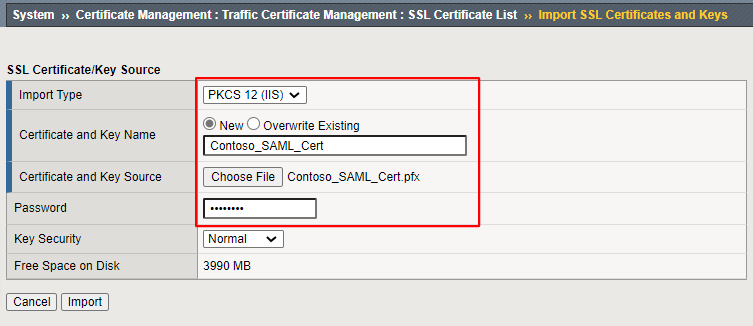 System ›› Certificate Management : Traffic Certificate Management : SSL Certificate List ›› Import SSL Certificates and Keys
SSL Certificate/Key Source
Import Type PKCS 12 (IIS)
Certificate and Key Name New Overwrite Existing
Contoso_SAML_Cert
Certificate and Key Source Choose File Contoso_SAML_Cert.pfx
Password ••••••••
Key Security Normal
Free Space on Disk 3990 MB
Cancel Import